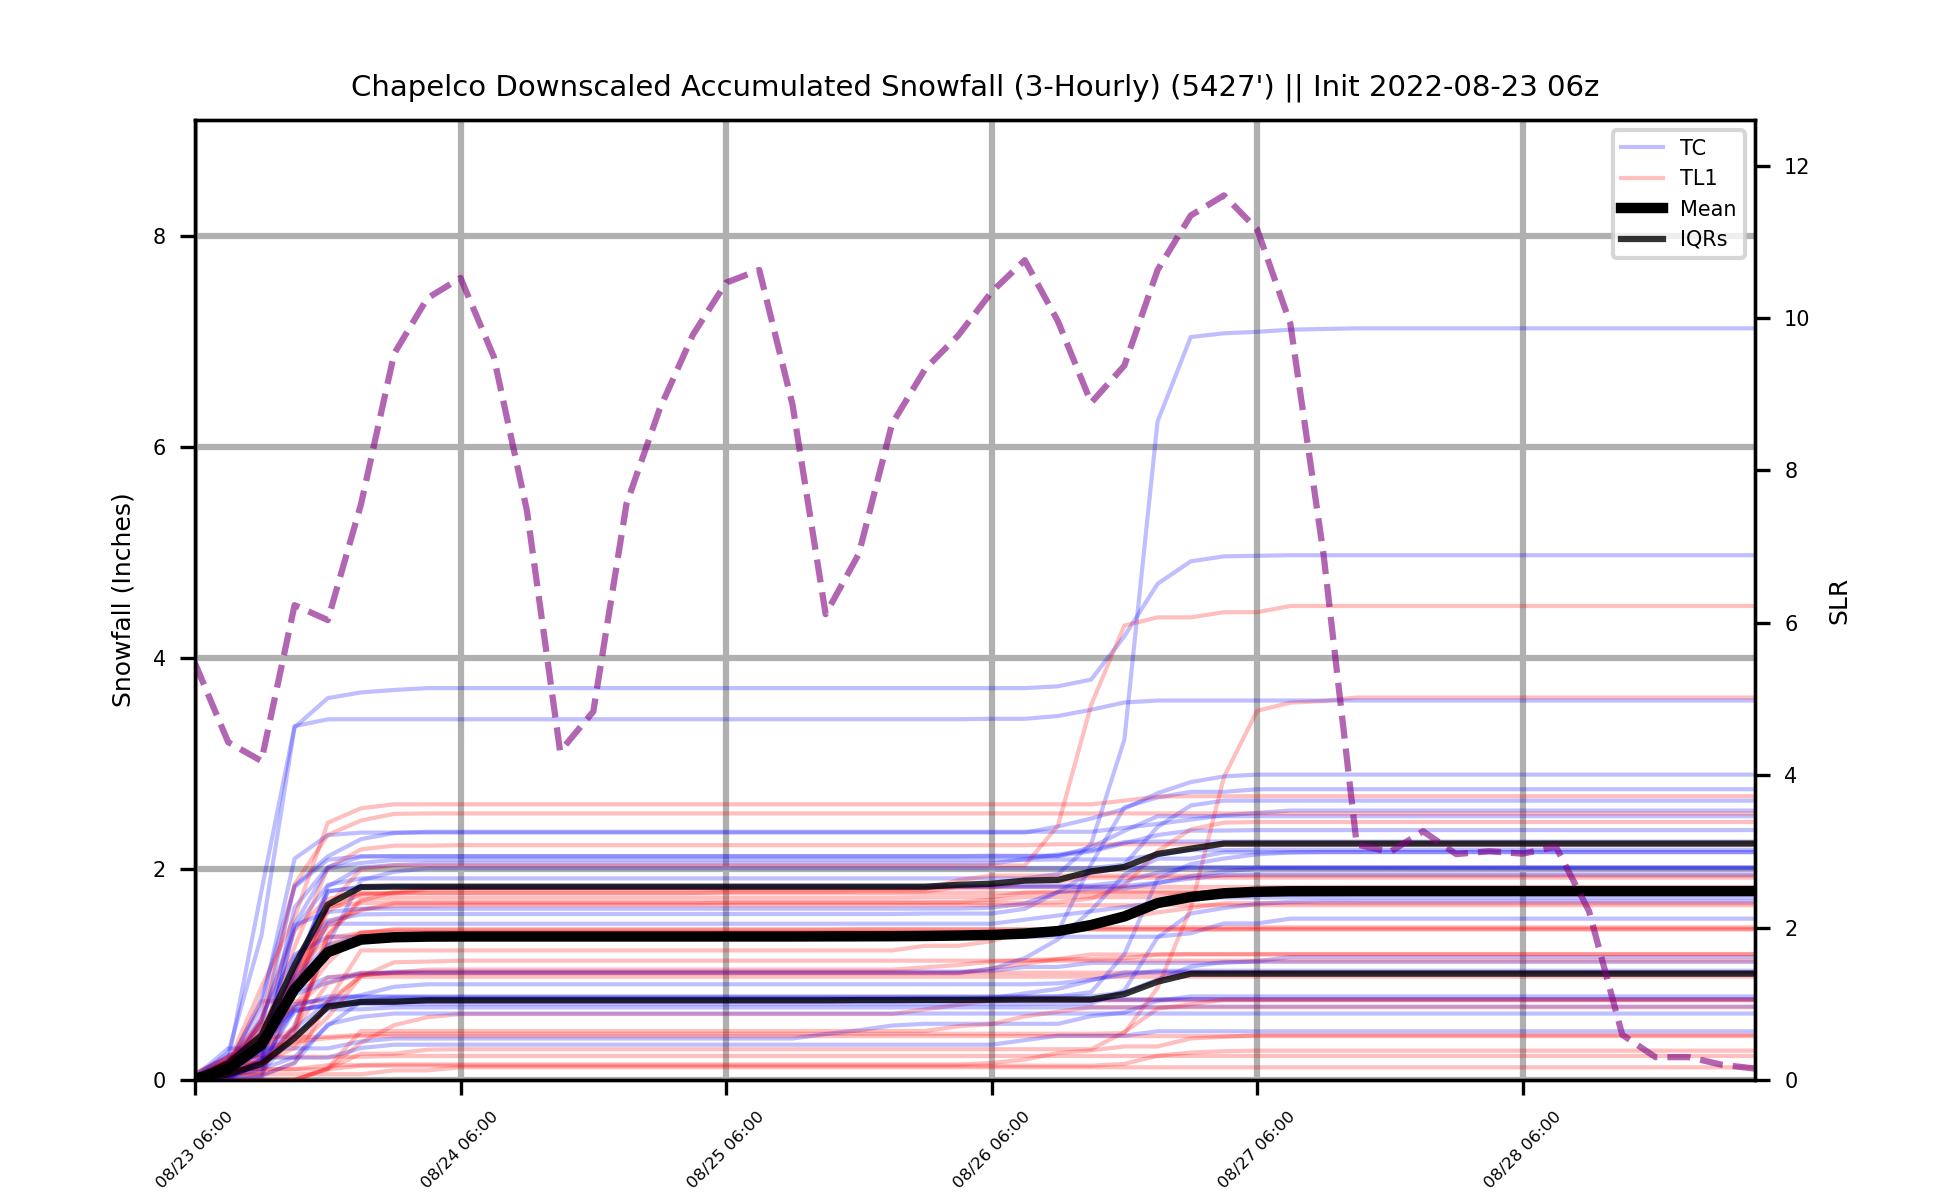 Chapelco Downscaled Accumulated Snowfall (3-Hourly) (5427') || Init 2022-08-23 06z
TC
TL1
Mean
IQRs
Snowfall (Inches)
8
6
4
2
0
12
10
8
6
4
2
0
SLR
08/23 06:00
08/24 06:00
08/25 06:00
08/26 06:00
08/27 06:00
08/28 06:00